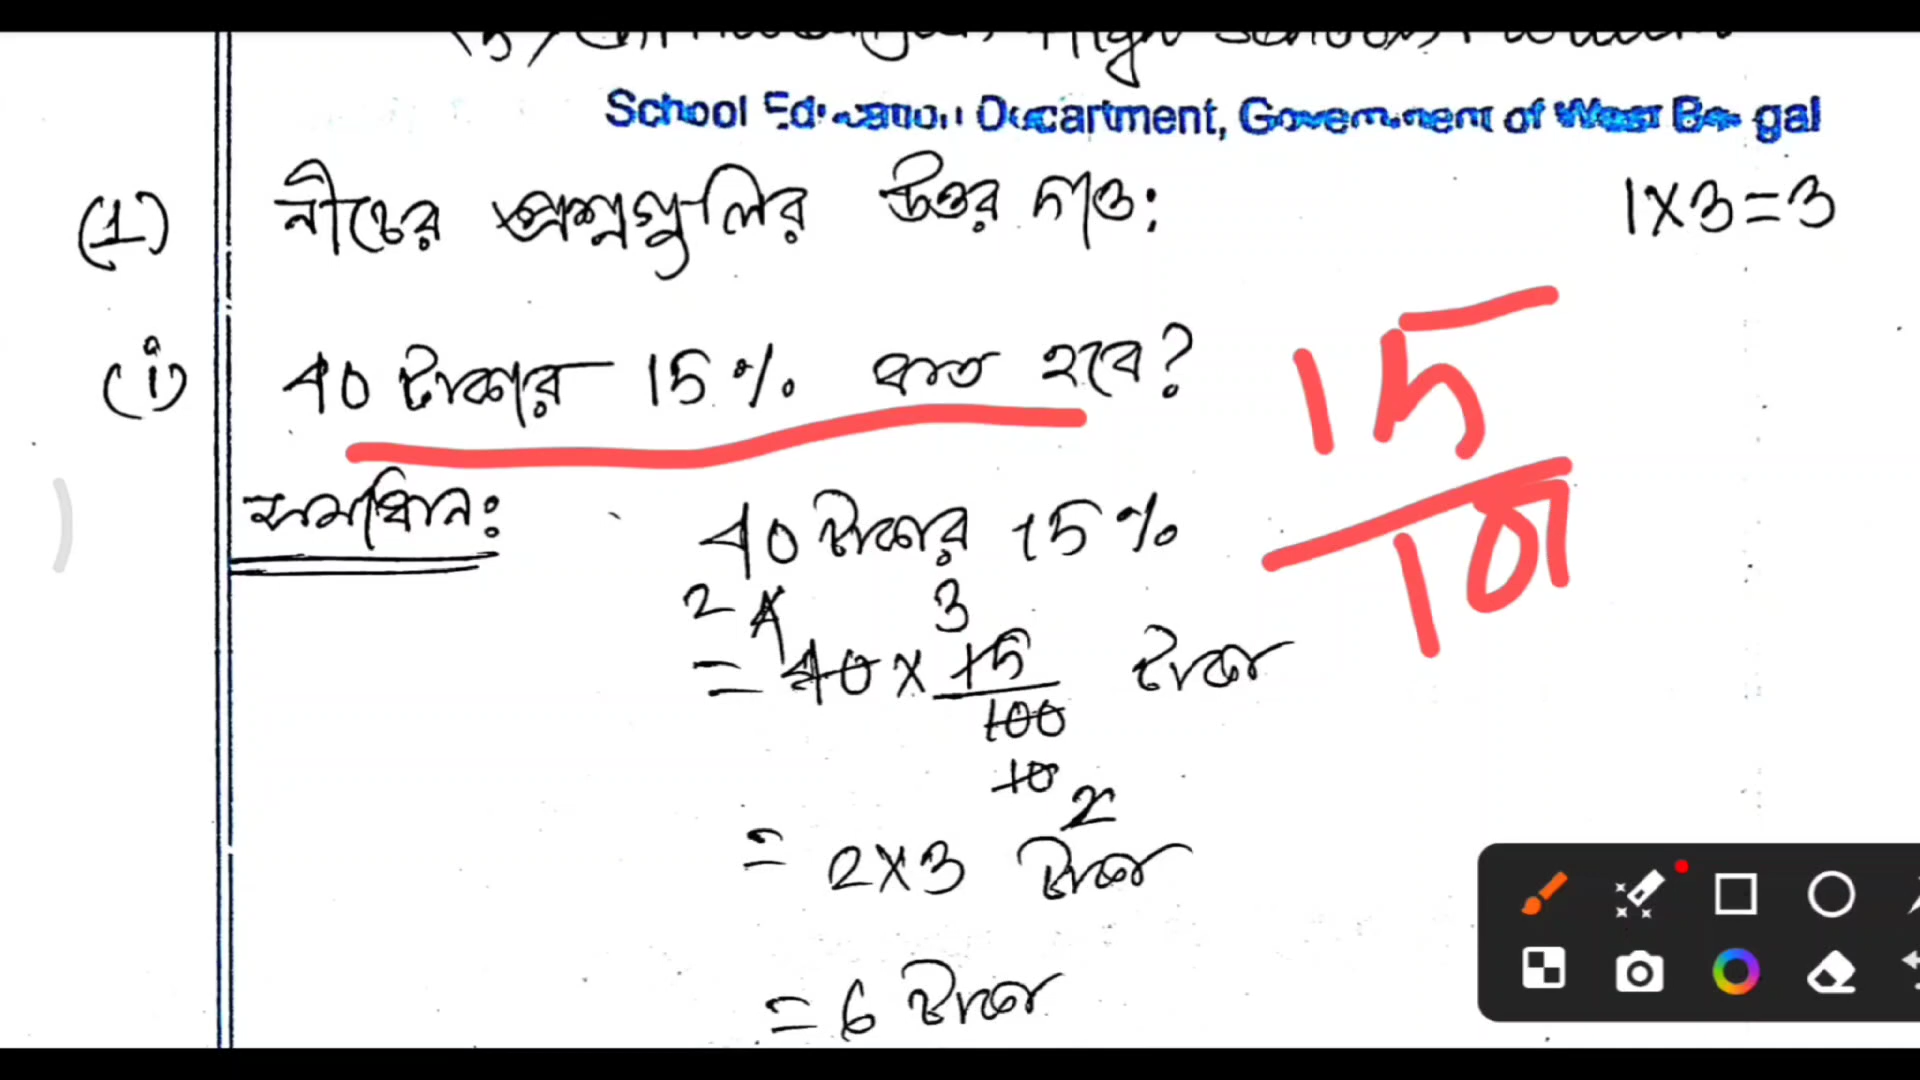 School Education Department, Government of West Bengal
(1) নীচের প্রশ্নগুলির উত্তর দাও: 1×3=3
(i) 40 টাকার 15% কত হবে?
15
100
সমাধান: 40 টাকার 15%
2 4 3
= 40 × 15/100 টাকা
10 2
= 2×3 টাকা
= 6 টাকা